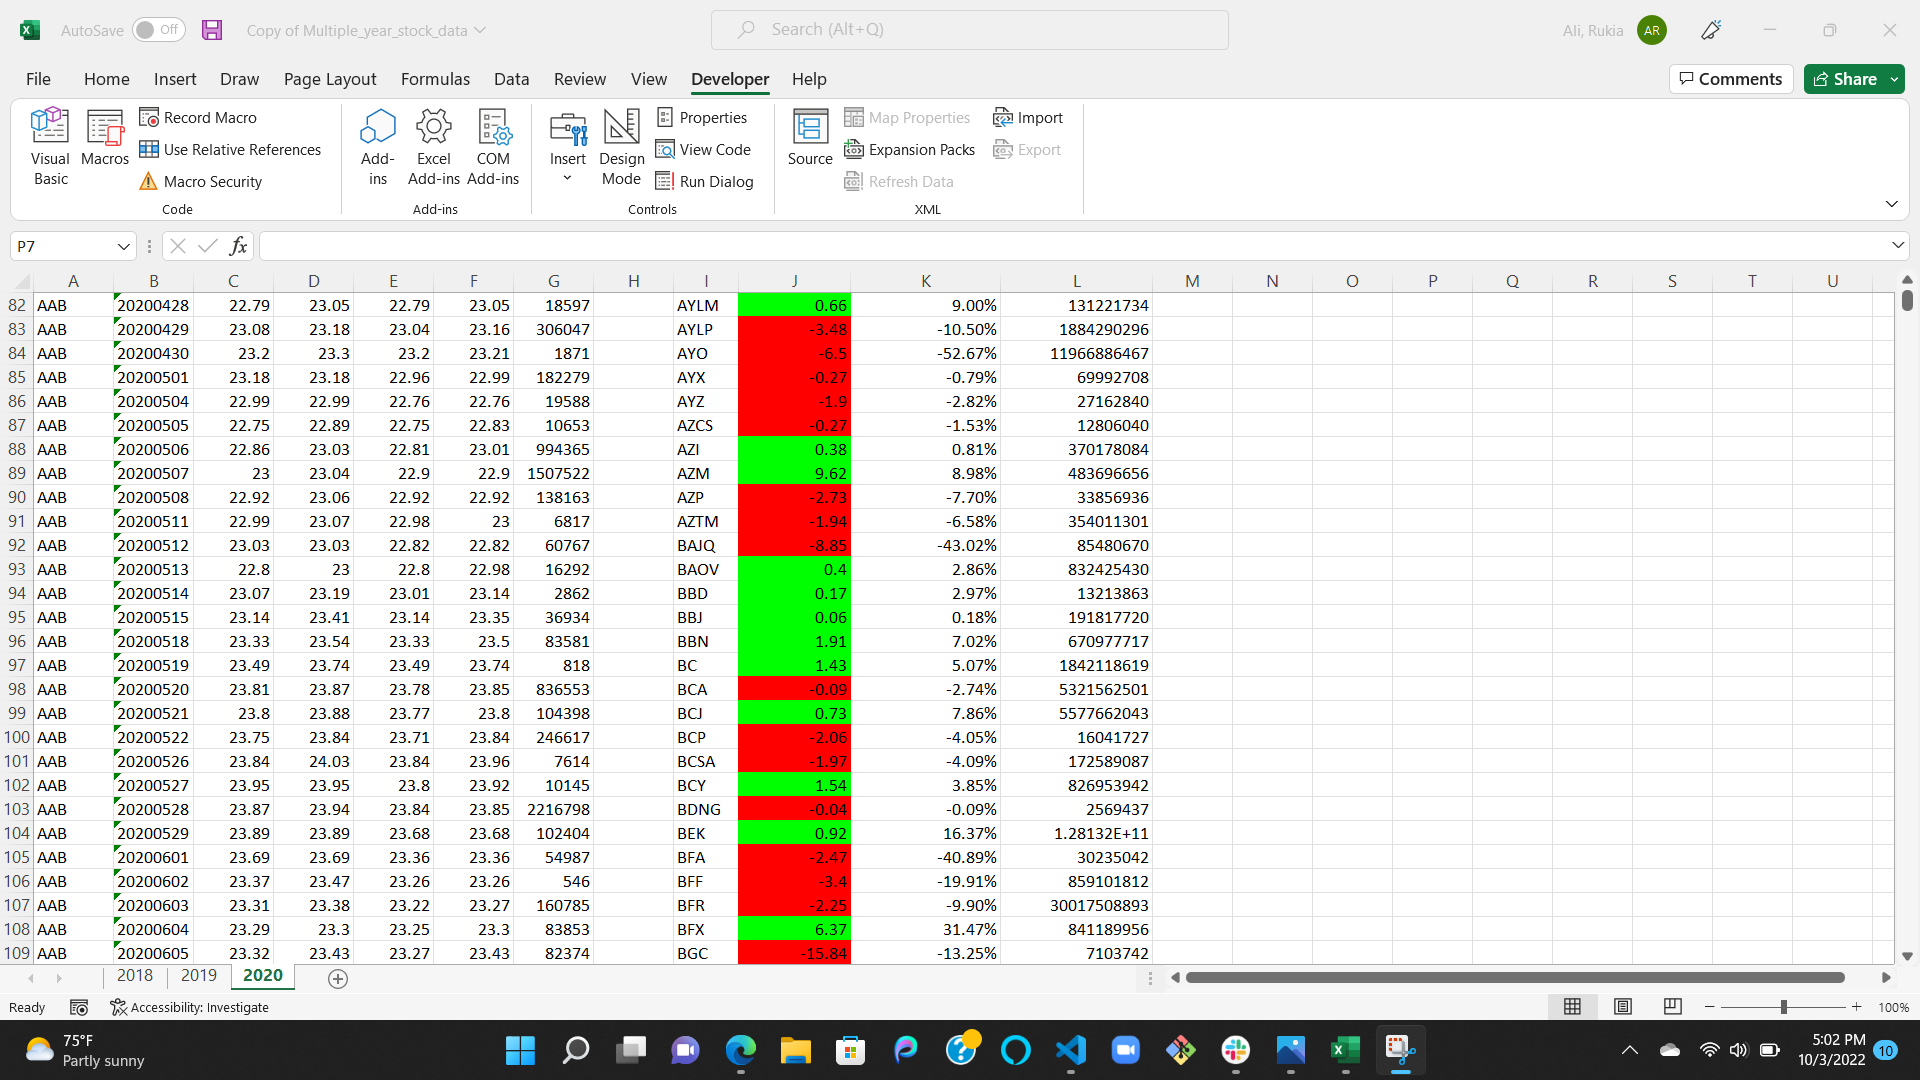 AutoSave Off Copy of Multiple_year_stock_data Search (Alt+Q) Ali, Rukia AR
File Home Insert Draw Page Layout Formulas Data Review View Developer Help Comments Share
Visual Basic Macros Record Macro Use Relative References Macro Security Code
Add-ins Excel Add-ins COM Add-ins Add-ins
Insert Design Mode Properties View Code Run Dialog Controls
Source Map Properties Expansion Packs Refresh Data Import Export XML
P7 fx
A B C D E F G H I J K L M N O P Q R S T U
82 AAB 20200428 22.79 23.05 22.79 23.05 18597 AYLM 0.66 9.00% 131221734
83 AAB 20200429 23.08 23.18 23.04 23.16 306047 AYLP -3.48 -10.50% 1884290296
84 AAB 20200430 23.2 23.3 23.2 23.21 1871 AYO -6.5 -52.67% 11966886467
85 AAB 20200501 23.18 23.18 22.96 22.99 182279 AYX -0.27 -0.79% 69992708
86 AAB 20200504 22.99 22.99 22.76 22.76 19588 AYZ -1.9 -2.82% 27162840
87 AAB 20200505 22.75 22.89 22.75 22.83 10653 AZCS -0.27 -1.53% 12806040
88 AAB 20200506 22.86 23.03 22.81 23.01 994365 AZI 0.38 0.81% 370178084
89 AAB 20200507 23 23.04 22.9 22.9 1507522 AZM 9.62 8.98% 483696656
90 AAB 20200508 22.92 23.06 22.92 22.92 138163 AZP -2.73 -7.70% 33856936
91 AAB 20200511 22.99 23.07 22.98 23 6817 AZTM -1.94 -6.58% 354011301
92 AAB 20200512 23.03 23.03 22.82 22.82 60767 BAJQ -8.85 -43.02% 85480670
93 AAB 20200513 22.8 23 22.8 22.98 16292 BAOV 0.4 2.86% 832425430
94 AAB 20200514 23.07 23.19 23.01 23.14 2862 BBD 0.17 2.97% 13213863
95 AAB 20200515 23.14 23.41 23.14 23.35 36934 BBJ 0.06 0.18% 191817720
96 AAB 20200518 23.33 23.54 23.33 23.5 83581 BBN 1.91 7.02% 670977717
97 AAB 20200519 23.49 23.74 23.49 23.74 818 BC 1.43 5.07% 1842118619
98 AAB 20200520 23.81 23.87 23.78 23.85 836553 BCA -0.09 -2.74% 5321562501
99 AAB 20200521 23.8 23.88 23.77 23.8 104398 BCJ 0.73 7.86% 5577662043
100 AAB 20200522 23.75 23.84 23.71 23.84 246617 BCP -2.06 -4.05% 16041727
101 AAB 20200526 23.84 24.03 23.84 23.96 7614 BCSA -1.97 -4.09% 172589087
102 AAB 20200527 23.95 23.95 23.8 23.92 10145 BCY 1.54 3.85% 826953942
103 AAB 20200528 23.87 23.94 23.84 23.85 2216798 BDNG -0.04 -0.09% 2569437
104 AAB 20200529 23.89 23.89 23.68 23.68 102404 BEK 0.92 16.37% 1.28132E+11
105 AAB 20200601 23.69 23.69 23.36 23.36 54987 BFA -2.47 -40.89% 30235042
106 AAB 20200602 23.37 23.47 23.26 23.26 546 BFF -3.4 -19.91% 859101812
107 AAB 20200603 23.31 23.38 23.22 23.27 160785 BFR -2.25 -9.90% 30017508893
108 AAB 20200604 23.29 23.3 23.25 23.3 83853 BFX 6.37 31.47% 841189956
109 AAB 20200605 23.32 23.43 23.27 23.43 82374 BGC -15.84 -13.25% 7103742
2018 2019 2020
Ready Accessibility: Investigate 100%
75°F 5:02 PM
Partly sunny 10/3/2022 10